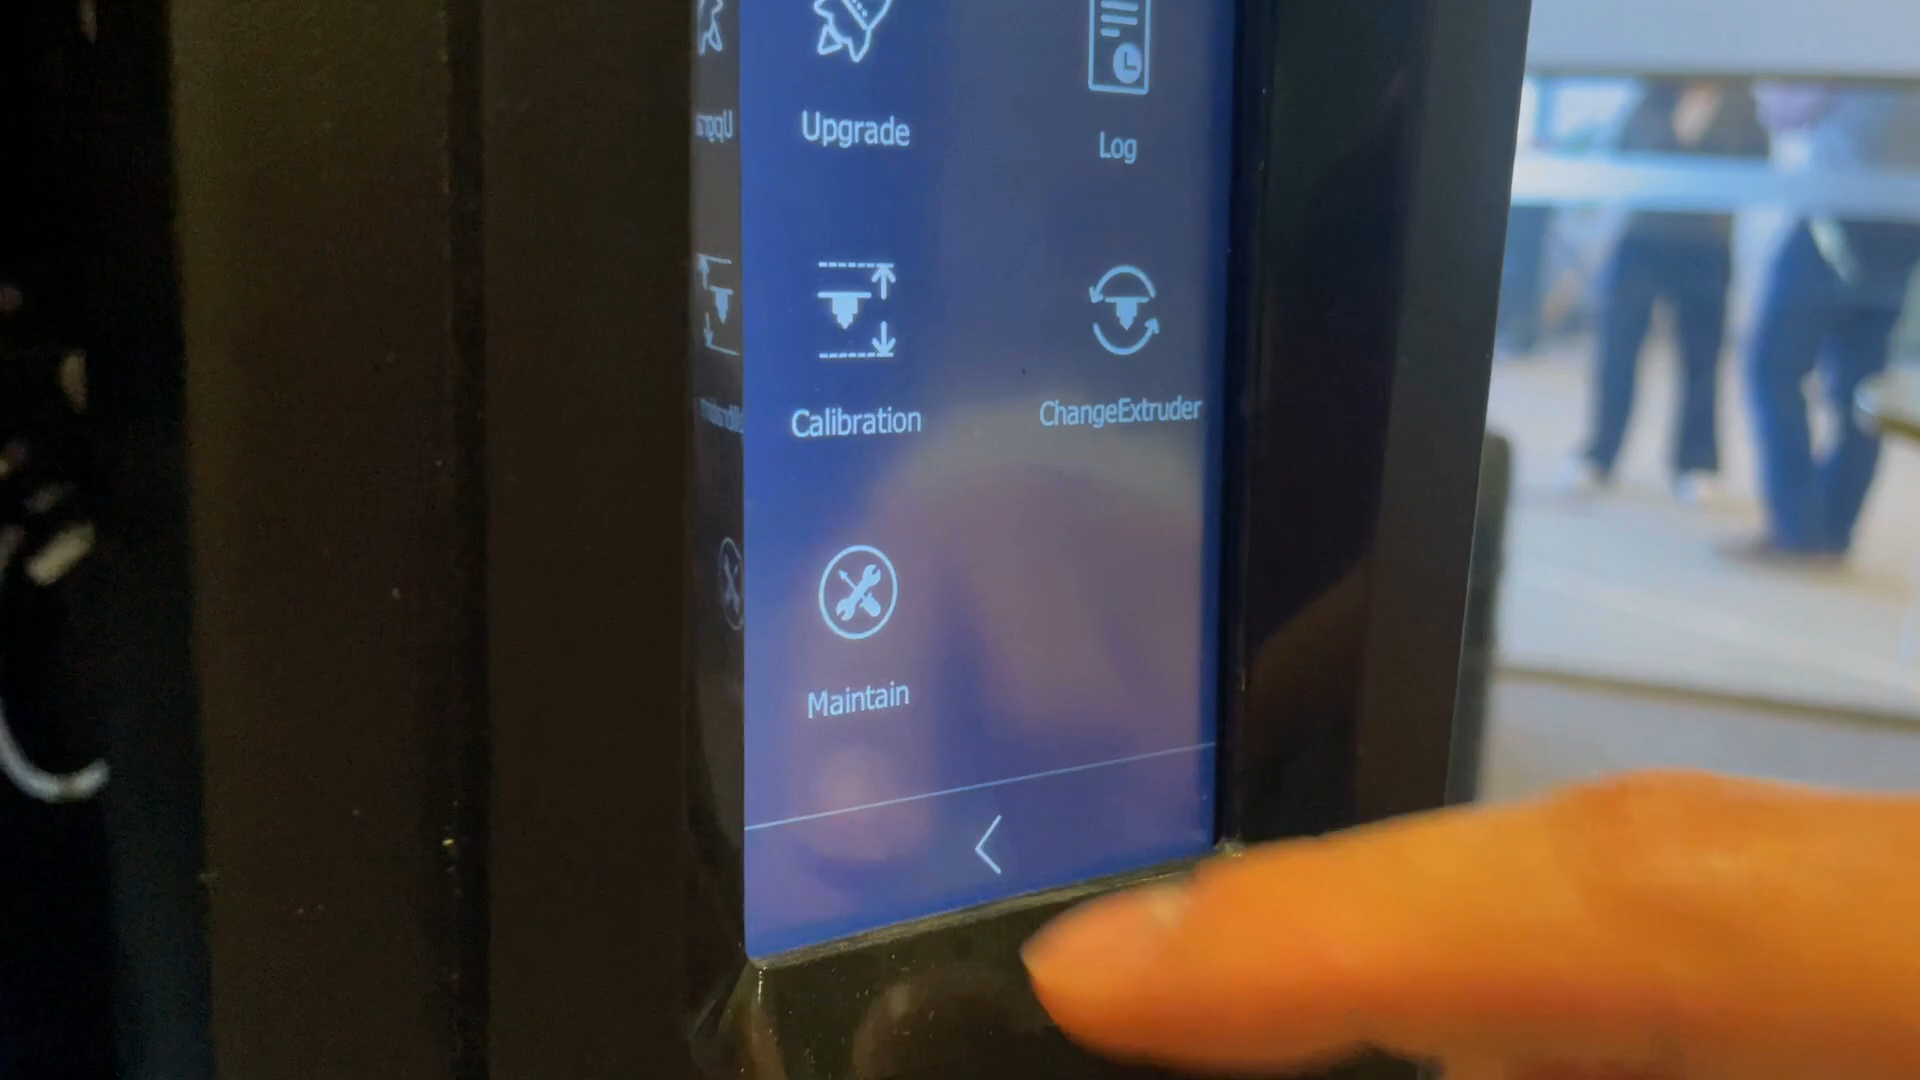 Upgrade
Log
Calibration
ChangeExtruder
Maintain